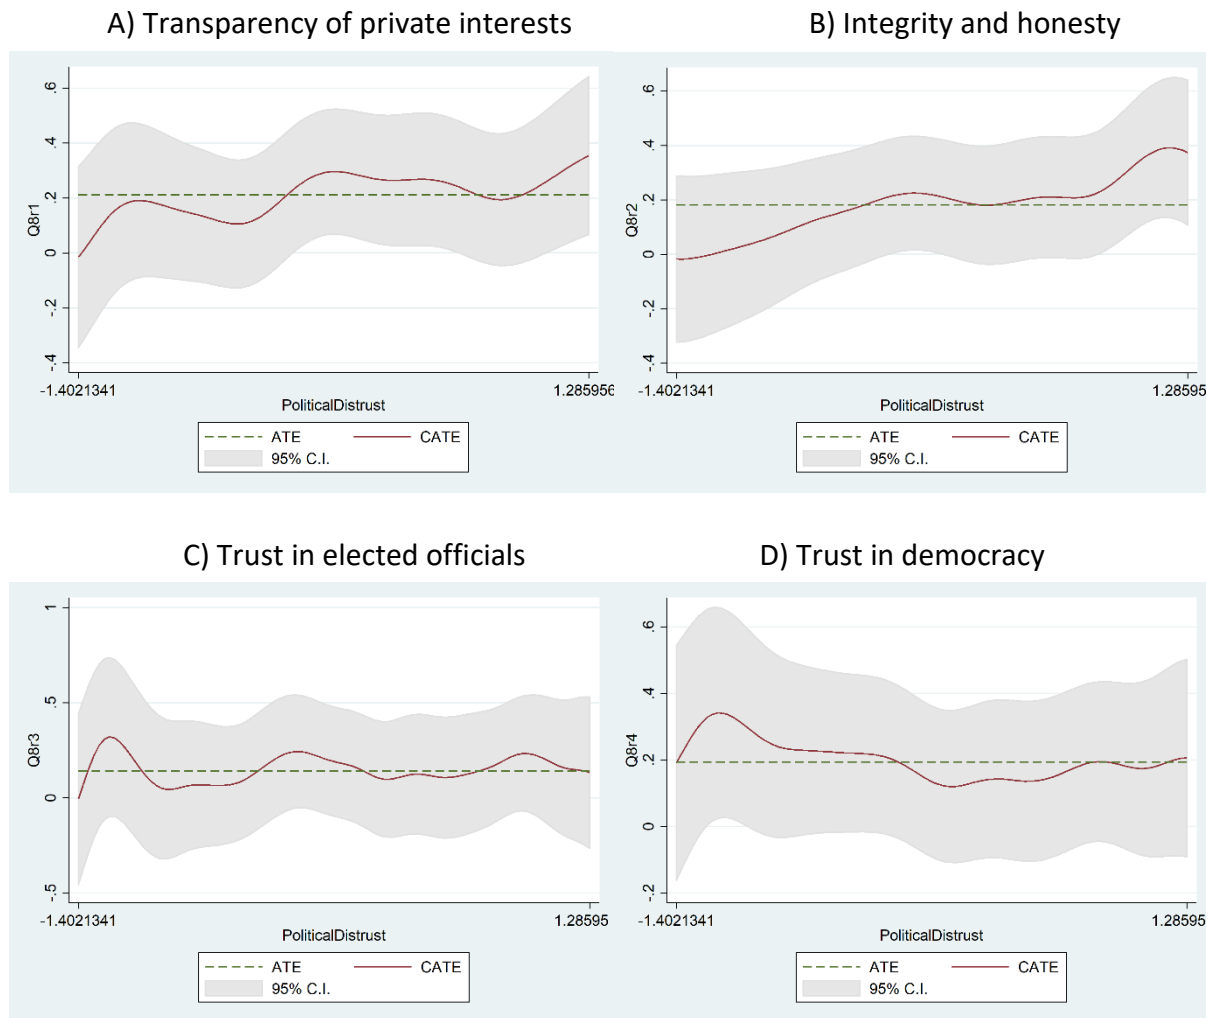 A) Transparency of private interests
Q8r1
.6
.4
.2
0
-.2
-.4
-1.4021341
1.285956
PoliticalDistrust
ATE
CATE
95% C.I.
B) Integrity and honesty
Q8r2
.6
.4
.2
0
-.2
-.4
-1.4021341
1.28595
PoliticalDistrust
ATE
CATE
95% C.I.
C) Trust in elected officials
Q8r3
1
.5
0
-.5
-1.4021341
1.28595
PoliticalDistrust
ATE
CATE
95% C.I.
D) Trust in democracy
Q8r4
.6
.4
.2
0
-.2
-1.4021341
1.28595
PoliticalDistrust
ATE
CATE
95% C.I.